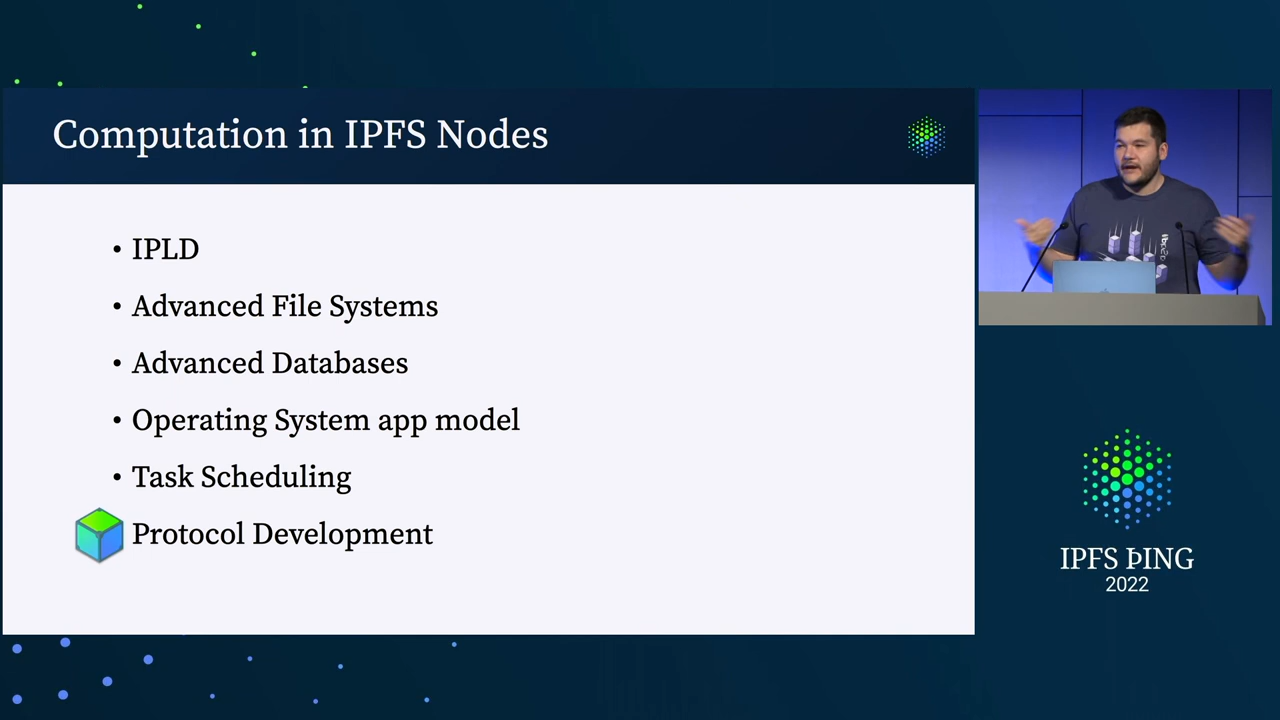 Computation in IPFS Nodes
• IPLD
• Advanced File Systems
• Advanced Databases
• Operating System app model
• Task Scheduling
Protocol Development
IPFS ÞING
2022